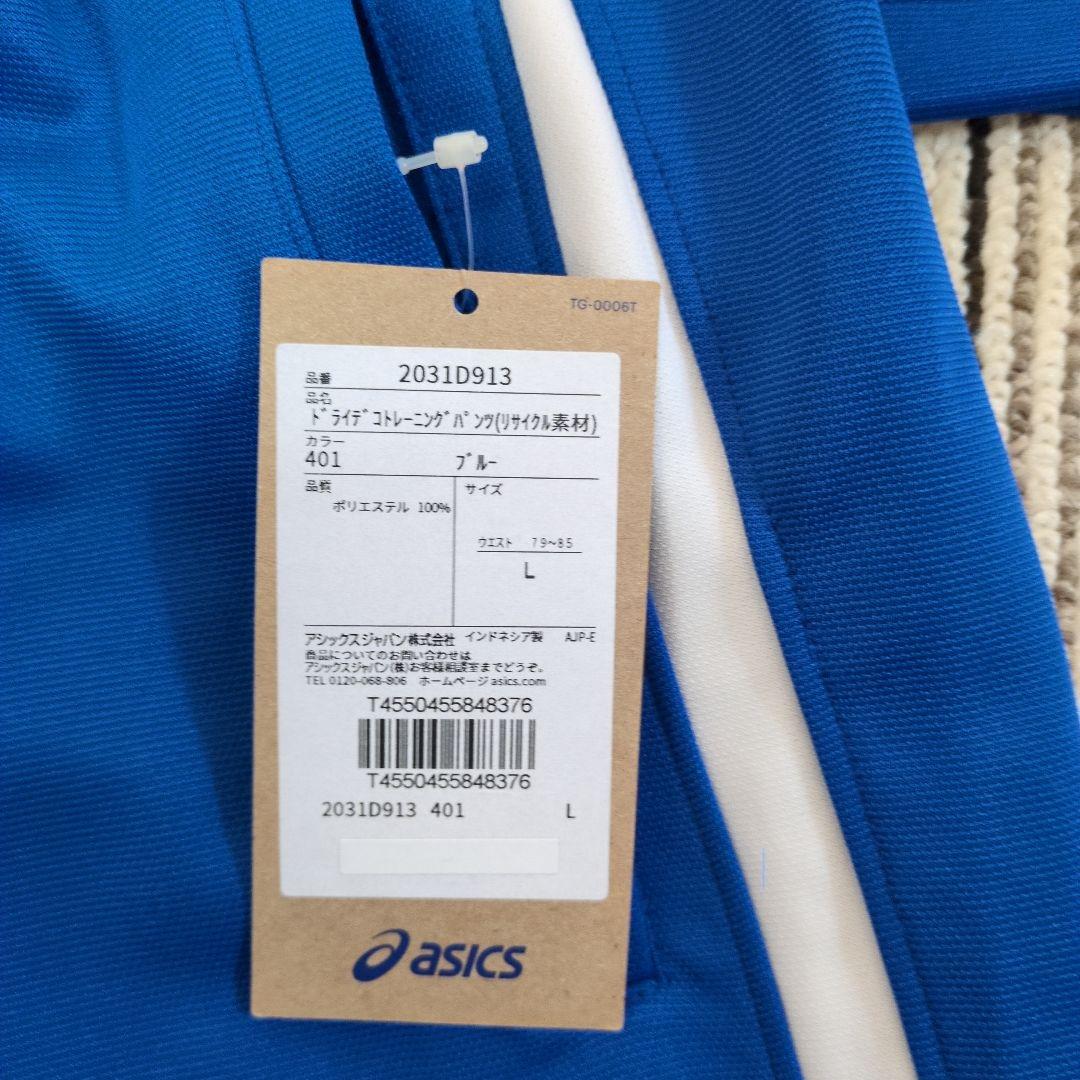 TG-0006T
品番 2031D913
品名
ﾄﾞﾗｲﾃﾞｺﾄﾚｰﾆﾝｸﾞﾊﾟﾝﾂ(ﾘｻｲｸﾙ素材)
カラー
401 ﾌﾞﾙｰ
品質 サイズ
ポリエステル 100%
ｳｴｽﾄ 79~85
L
アシックスジャパン株式会社 インドネシア製 AJP-E
商品についてのお問い合わせは
アシックスジャパン(株)お客様相談室までどうぞ。
TEL 0120-068-806 ホームページ asics.com
T4550455848376
T4550455848376
2031D913 401 L
asics